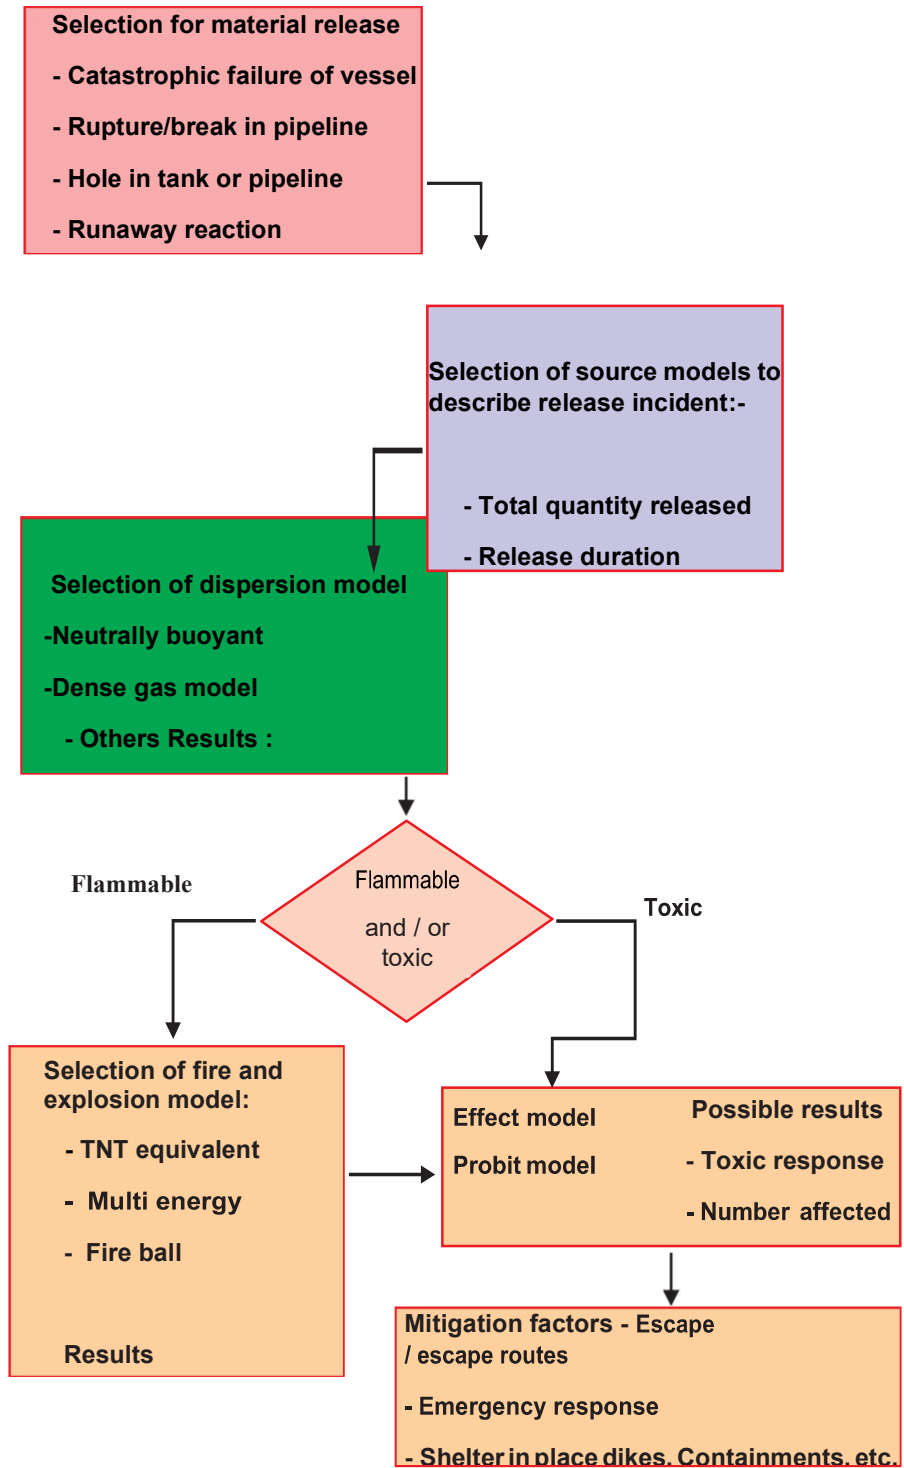 Selection for material release
- Catastrophic failure of vessel
- Rupture/break in pipeline
- Hole in tank or pipeline
- Runaway reaction
Selection of source models to
describe release incident:-
- Total quantity released
- Release duration
Selection of dispersion model
-Neutrally buoyant
-Dense gas model
- Others Results :
Flammable
and / or
toxic
Flammable
Toxic
Selection of fire and
explosion model:
- TNT equivalent
- Multi energy
- Fire ball
Results
Effect model
Probit model
Possible results
- Toxic response
- Number affected
Mitigation factors - Escape
/ escape routes
- Emergency response
- Shelter in place dikes, Containments, etc.